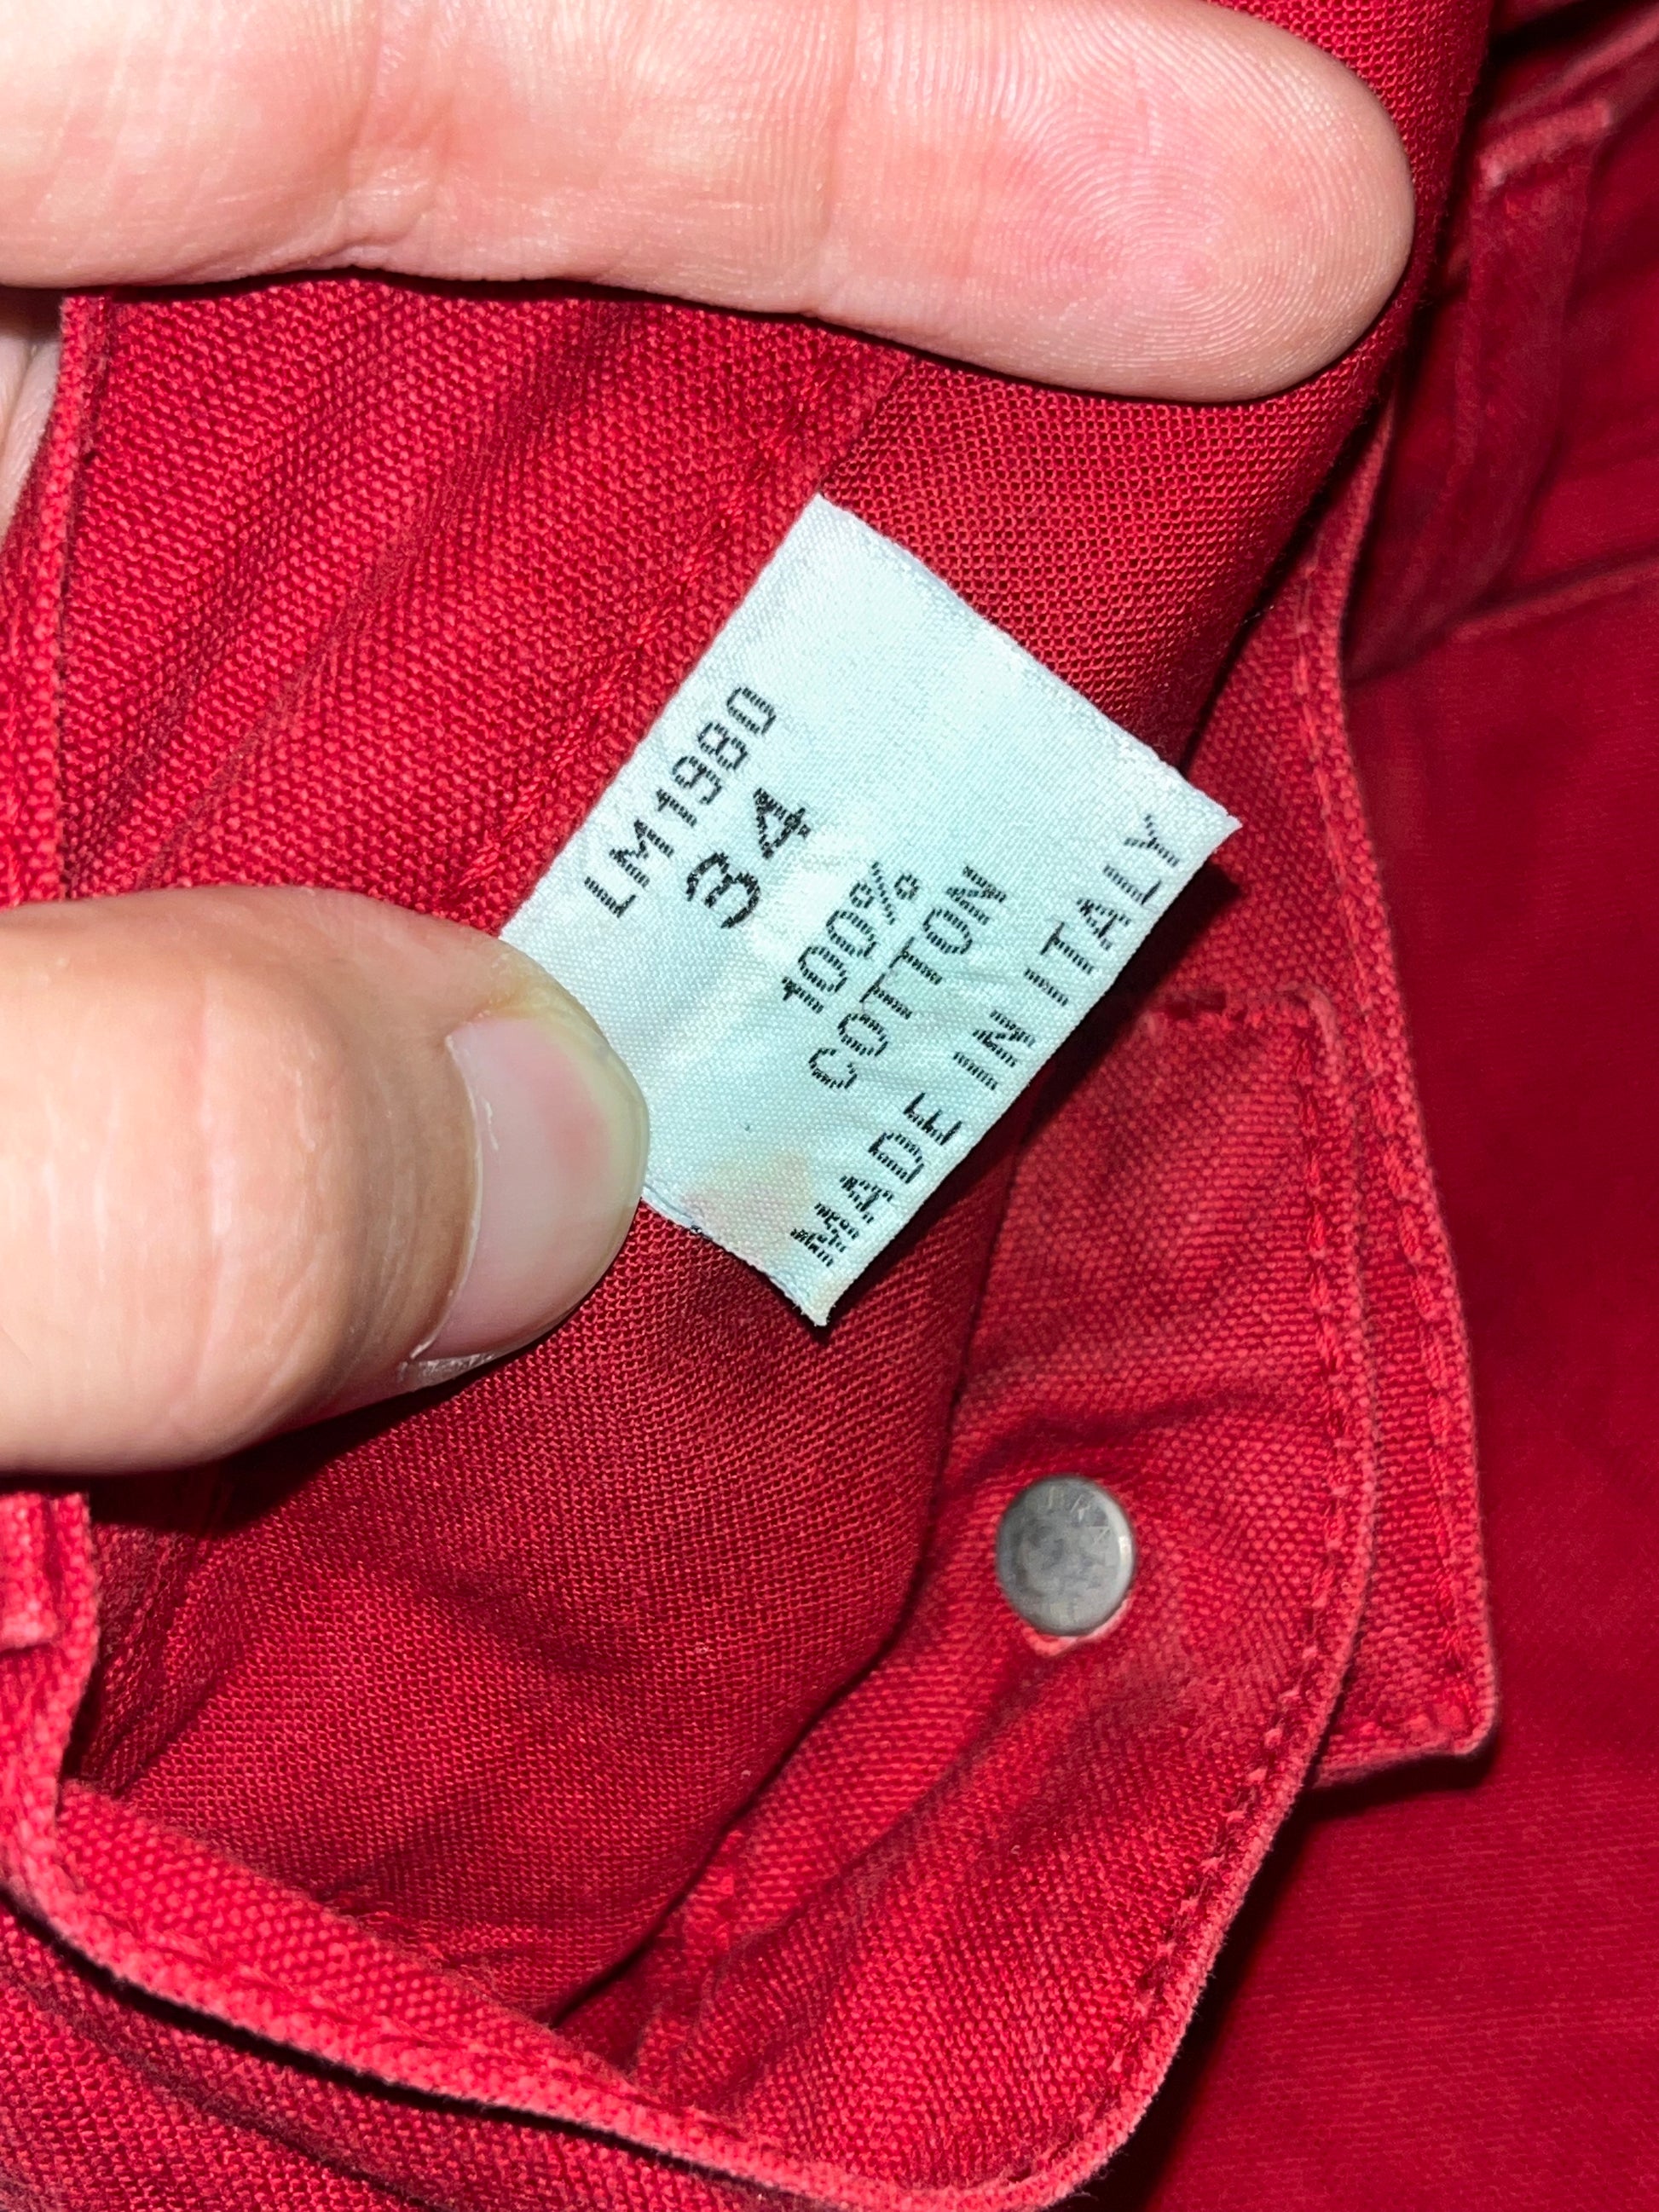 LM1980
34
100%
COTTON
MADE IN ITALY